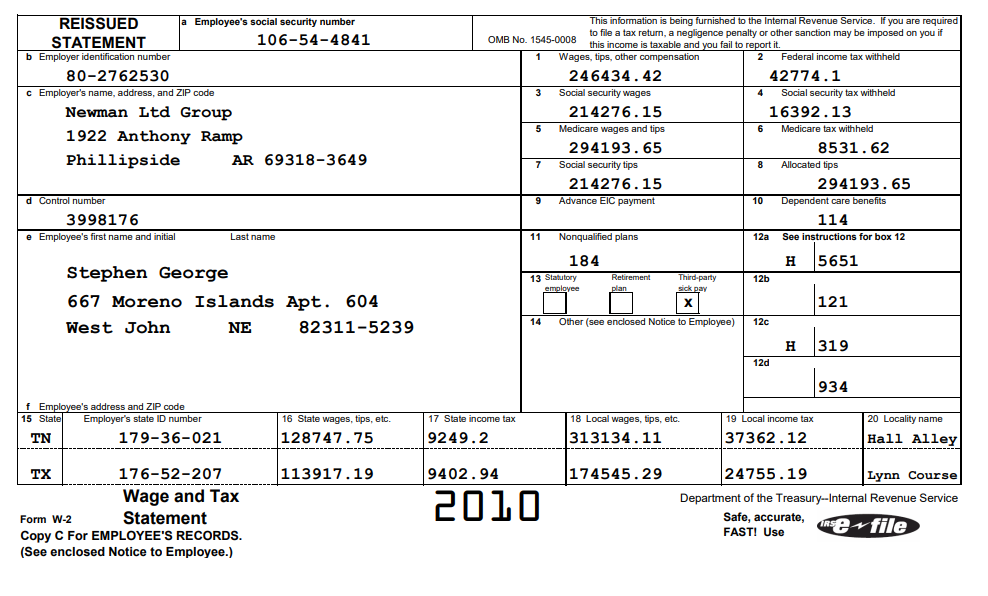 REISSUED STATEMENT
a Employee's social security number
106-54-4841
OMB No. 1545-0008
This information is being furnished to the Internal Revenue Service. If you are required
to file a tax return, a negligence penalty or other sanction may be imposed on you if
this income is taxable and you fail to report it.
b Employer identification number
80-2762530
1 Wages, tips, other compensation
246434.42
2 Federal income tax withheld
42774.1
c Employer's name, address, and ZIP code
Newman Ltd Group
1922 Anthony Ramp
Phillipside AR 69318-3649
3 Social security wages
214276.15
4 Social security tax withheld
16392.13
5 Medicare wages and tips
294193.65
6 Medicare tax withheld
8531.62
7 Social security tips
214276.15
8 Allocated tips
294193.65
d Control number
3998176
9 Advance EIC payment
10 Dependent care benefits
114
e Employee's first name and initial Last name
Stephen George
667 Moreno Islands Apt. 604
West John NE 82311-5239
11 Nonqualified plans
184
12a See instructions for box 12
H 5651
13 Statutory employee
Retirement plan
Third-party sick pay
x
12b
121
14 Other (see enclosed Notice to Employee)
12c
H 319
12d
934
f Employee's address and ZIP code
15 State Employer's state ID number 16 State wages, tips, etc. 17 State income tax 18 Local wages, tips, etc. 19 Local income tax 20 Locality name
TN 179-36-021 128747.75 9249.2 313134.11 37362.12 Hall Alley
TX 176-52-207 113917.19 9402.94 174545.29 24755.19 Lynn Course
Wage and Tax
Statement
Form W-2
Copy C For EMPLOYEE'S RECORDS.
(See enclosed Notice to Employee.)
2010
Department of the Treasury--Internal Revenue Service
Safe, accurate,
FAST! Use
IRS e-file